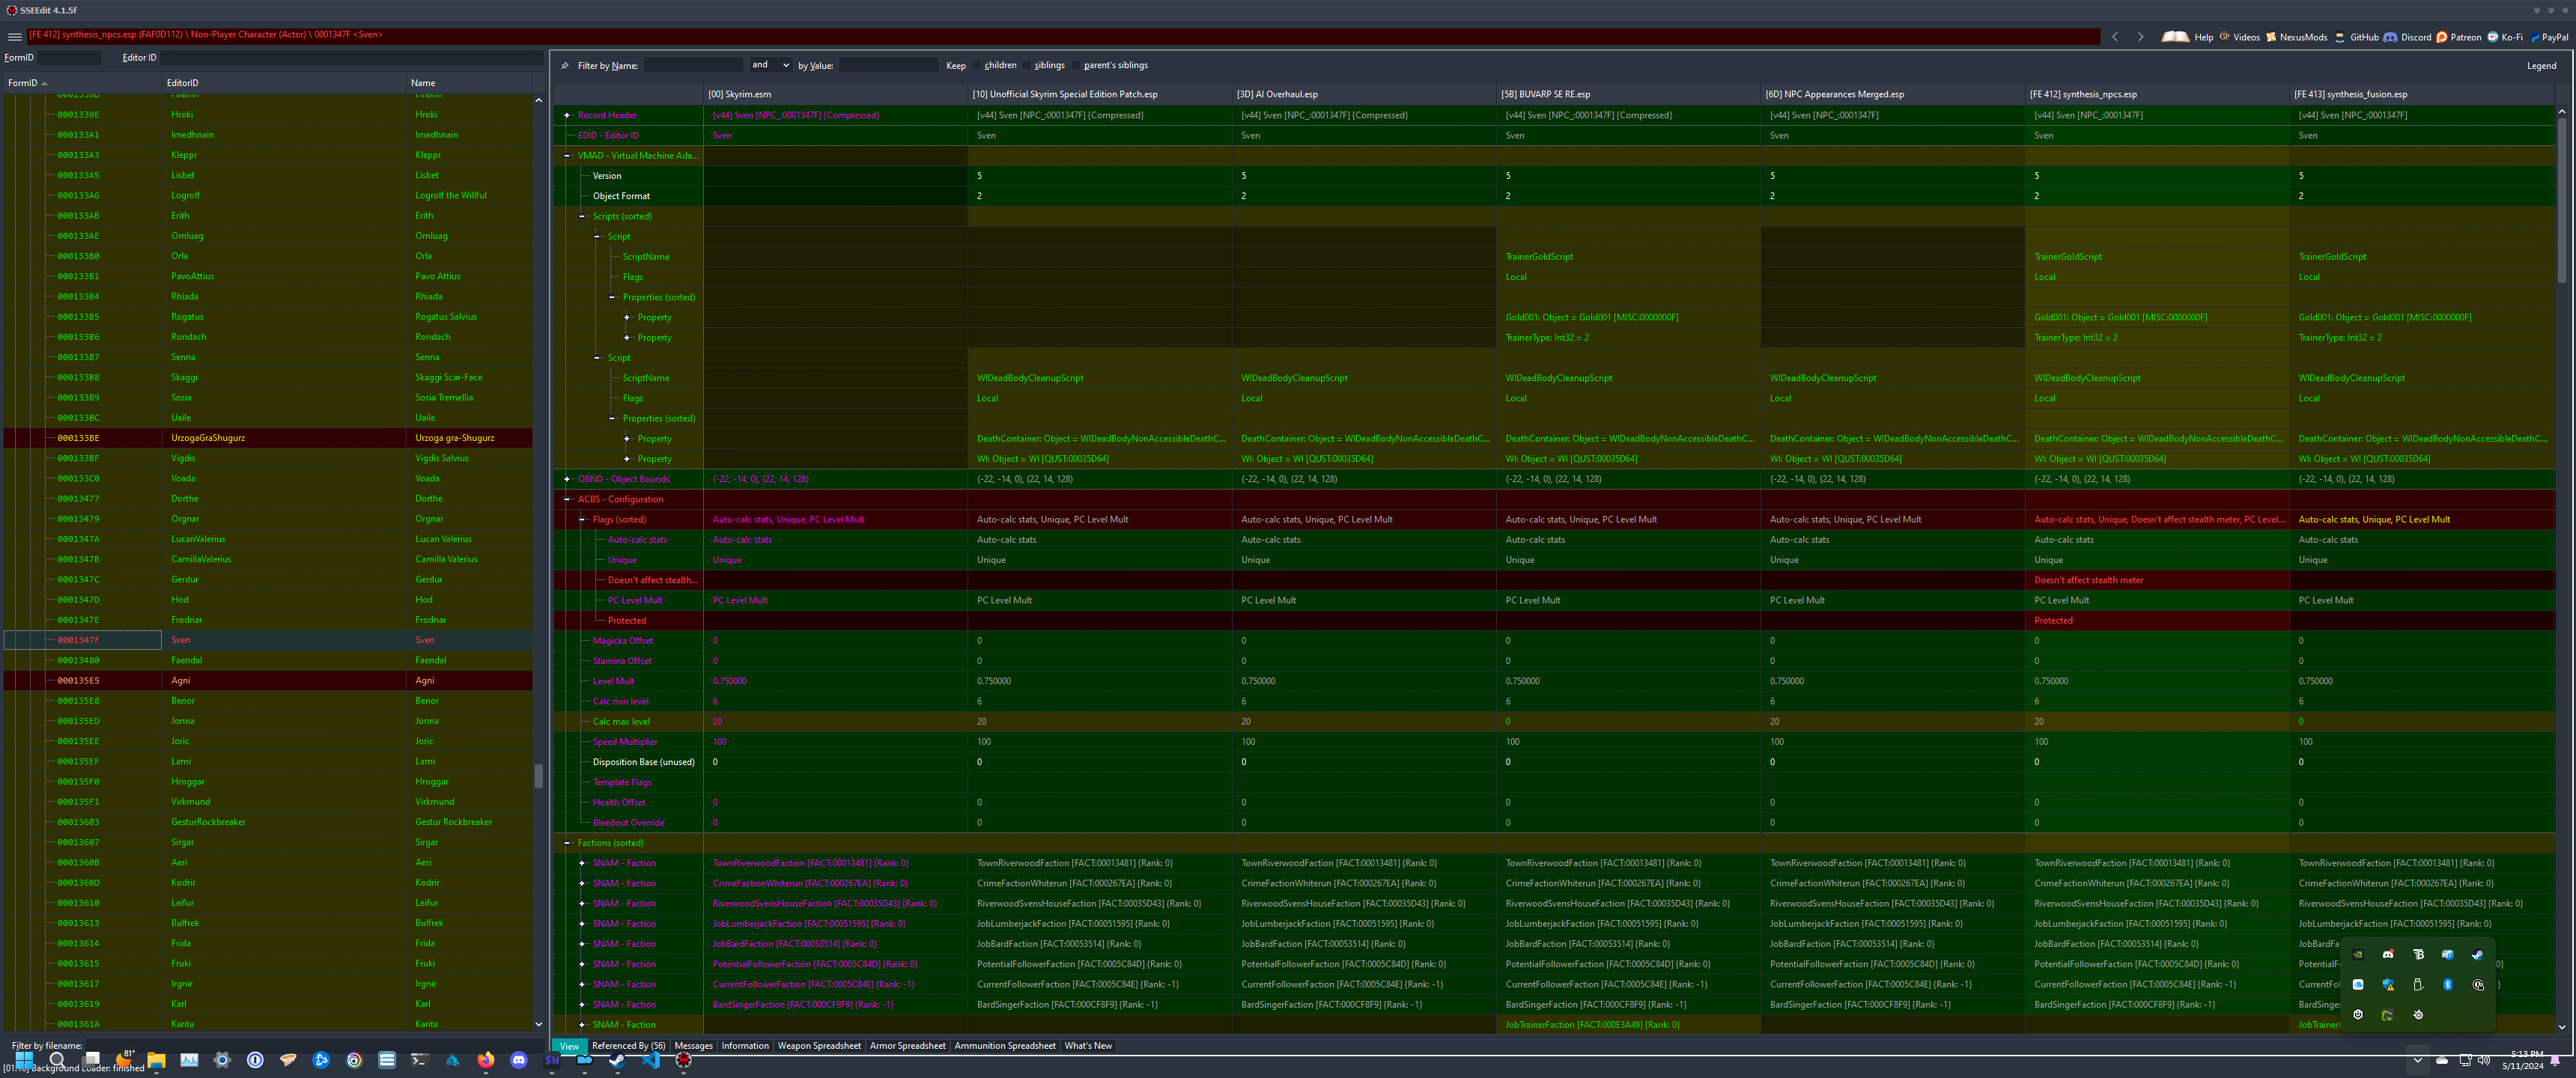 SSEEdit 4.1.5f
[FE 412] synthesis_npcs.esp (FAF0D112) \ Non-Player Character (Actor) \ 0001347F <Sven>
Help Videos NexusMods GitHub Discord Patreon Ko-Fi PayPal
FormID Editor ID
FormID EditorID Name
0001339E Hroki Hroki
000133A1 Imedhnain Imedhnain
000133A3 Kleppr Kleppr
000133A5 Lisbet Lisbet
000133A6 Logrolf Logrolf the Willful
000133AB Erith Erith
000133AE Omluag Omluag
000133B0 Orla Orla
000133B1 PavoAttius Pavo Attius
000133B4 Rhiada Rhiada
000133B5 Rogatus Rogatus Salvius
000133B6 Rondach Rondach
000133B7 Senna Senna
000133B8 Skaggi Skaggi Scar-Face
000133B9 Sosia Sosia Tremellia
000133BC Uaile Uaile
000133BE UrzogaGraShugurz Urzoga gra-Shugurz
000133BF Vigdis Vigdis Salvius
000133C0 Voada Voada
00013477 Dorthe Dorthe
00013479 Orgnar Orgnar
0001347A LucanValerius Lucan Valerius
0001347B CamillaValerius Camilla Valerius
0001347C Gerdur Gerdur
0001347D Hod Hod
0001347E Frodnar Frodnar
0001347F Sven Sven
00013480 Faendal Faendal
000135E5 Agni Agni
000135E8 Benor Benor
000135ED Jonna Jonna
000135EE Joric Joric
000135EF Lami Lami
000135F0 Hroggar Hroggar
000135F1 Virkmund Virkmund
00013603 GesturRockbreaker Gestur Rockbreaker
00013607 Sirgar Sirgar
0001360B Aeri Aeri
0001360D Kodrir Kodrir
00013610 Leifur Leifur
00013613 Bulfrek Bulfrek
00013614 Frida Frida
00013615 Fruki Fruki
00013617 Irgnir Irgnir
00013619 Karl Karl
0001361A Karita Karita
Filter by filename:
[01:18] Background Loader: finished
Filter by Name: and by Value: Keep children siblings parent's siblings Legend
[00] Skyrim.esm [10] Unofficial Skyrim Special Edition Patch.esp [3D] AI Overhaul.esp [5B] BUVARP SE RE.esp [6D] NPC Appearances Merged.esp [FE 412] synthesis_npcs.esp [FE 413] synthesis_fusion.esp
Record Header [v44] Sven [NPC_:0001347F] {Compressed} [v44] Sven [NPC_:0001347F] {Compressed} [v44] Sven [NPC_:0001347F] {Compressed} [v44] Sven [NPC_:0001347F] {Compressed} [v44] Sven [NPC_:0001347F] [v44] Sven [NPC_:0001347F] [v44] Sven [NPC_:0001347F]
EDID - Editor ID Sven Sven Sven Sven Sven Sven Sven
VMAD - Virtual Machine Ada...
Version 5 5 5 5 5 5
Object Format 2 2 2 2 2 2
Scripts (sorted)
Script
ScriptName TrainerGoldScript TrainerGoldScript TrainerGoldScript
Flags Local Local Local
Properties (sorted)
Property Gold001: Object = Gold001 [MISC:0000000F] Gold001: Object = Gold001 [MISC:0000000F] Gold001: Object = Gold001 [MISC:0000000F]
Property TrainerType: Int32 = 2 TrainerType: Int32 = 2 TrainerType: Int32 = 2
Script
ScriptName WIDeadBodyCleanupScript WIDeadBodyCleanupScript WIDeadBodyCleanupScript WIDeadBodyCleanupScript WIDeadBodyCleanupScript WIDeadBodyCleanupScript
Flags Local Local Local Local Local Local
Properties (sorted)
Property DeathContainer: Object = WIDeadBodyNonAccessibleDeathC... DeathContainer: Object = WIDeadBodyNonAccessibleDeathC... DeathContainer: Object = WIDeadBodyNonAccessibleDeathC... DeathContainer: Object = WIDeadBodyNonAccessibleDeathC... DeathContainer: Object = WIDeadBodyNonAccessibleDeathC... DeathContainer: Object = WIDeadBodyNonAccessibleDeathC...
Property WI: Object = WI [QUST:00035D64] WI: Object = WI [QUST:00035D64] WI: Object = WI [QUST:00035D64] WI: Object = WI [QUST:00035D64] WI: Object = WI [QUST:00035D64] WI: Object = WI [QUST:00035D64]
OBND - Object Bounds (-22, -14, 0), (22, 14, 128) (-22, -14, 0), (22, 14, 128) (-22, -14, 0), (22, 14, 128) (-22, -14, 0), (22, 14, 128) (-22, -14, 0), (22, 14, 128) (-22, -14, 0), (22, 14, 128) (-22, -14, 0), (22, 14, 128)
ACBS - Configuration
Flags (sorted) Auto-calc stats, Unique, PC Level Mult Auto-calc stats, Unique, PC Level Mult Auto-calc stats, Unique, PC Level Mult Auto-calc stats, Unique, PC Level Mult Auto-calc stats, Unique, PC Level Mult Auto-calc stats, Unique, Doesn't affect stealth meter, PC Level... Auto-calc stats, Unique, PC Level Mult
Auto-calc stats Auto-calc stats Auto-calc stats Auto-calc stats Auto-calc stats Auto-calc stats Auto-calc stats Auto-calc stats
Unique Unique Unique Unique Unique Unique Unique Unique
Doesn't affect stealth... Doesn't affect stealth meter
PC Level Mult PC Level Mult PC Level Mult PC Level Mult PC Level Mult PC Level Mult PC Level Mult PC Level Mult
Protected Protected
Magicka Offset 0 0 0 0 0 0 0
Stamina Offset 0 0 0 0 0 0 0
Level Mult 0.750000 0.750000 0.750000 0.750000 0.750000 0.750000 0.750000
Calc min level 6 6 6 6 6 6 6
Calc max level 20 20 20 0 20 20 0
Speed Multiplier 100 100 100 100 100 100 100
Disposition Base (unused) 0 0 0 0 0 0 0
Template Flags
Health Offset 0 0 0 0 0 0 0
Bleedout Override 0 0 0 0 0 0 0
Factions (sorted)
SNAM - Faction TownRiverwoodFaction [FACT:00013481] {Rank: 0} TownRiverwoodFaction [FACT:00013481] {Rank: 0} TownRiverwoodFaction [FACT:00013481] {Rank: 0} TownRiverwoodFaction [FACT:00013481] {Rank: 0} TownRiverwoodFaction [FACT:00013481] {Rank: 0} TownRiverwoodFaction [FACT:00013481] {Rank: 0} TownRiverwoodFaction [FACT:00013481] {Rank: 0}
SNAM - Faction CrimeFactionWhiterun [FACT:000267EA] {Rank: 0} CrimeFactionWhiterun [FACT:000267EA] {Rank: 0} CrimeFactionWhiterun [FACT:000267EA] {Rank: 0} CrimeFactionWhiterun [FACT:000267EA] {Rank: 0} CrimeFactionWhiterun [FACT:000267EA] {Rank: 0} CrimeFactionWhiterun [FACT:000267EA] {Rank: 0} CrimeFactionWhiterun [FACT:000267EA] {Rank: 0}
SNAM - Faction RiverwoodSvensHouseFaction [FACT:00035D43] {Rank: 0} RiverwoodSvensHouseFaction [FACT:00035D43] {Rank: 0} RiverwoodSvensHouseFaction [FACT:00035D43] {Rank: 0} RiverwoodSvensHouseFaction [FACT:00035D43] {Rank: 0} RiverwoodSvensHouseFaction [FACT:00035D43] {Rank: 0} RiverwoodSvensHouseFaction [FACT:00035D43] {Rank: 0} RiverwoodSvensHouseFaction [FACT:00035D43] {Rank: 0}
SNAM - Faction JobLumberjackFaction [FACT:00051595] {Rank: 0} JobLumberjackFaction [FACT:00051595] {Rank: 0} JobLumberjackFaction [FACT:00051595] {Rank: 0} JobLumberjackFaction [FACT:00051595] {Rank: 0} JobLumberjackFaction [FACT:00051595] {Rank: 0} JobLumberjackFaction [FACT:00051595] {Rank: 0} JobLumberjackFaction [FACT:00051595] {Rank: 0}
SNAM - Faction JobBardFaction [FACT:00053514] {Rank: 0} JobBardFaction [FACT:00053514] {Rank: 0} JobBardFaction [FACT:00053514] {Rank: 0} JobBardFaction [FACT:00053514] {Rank: 0} JobBardFaction [FACT:00053514] {Rank: 0} JobBardFaction [FACT:00053514] {Rank: 0} JobBardF
SNAM - Faction PotentialFollowerFaction [FACT:0005C84D] {Rank: 0} PotentialFollowerFaction [FACT:0005C84D] {Rank: 0} PotentialFollowerFaction [FACT:0005C84D] {Rank: 0} PotentialFollowerFaction [FACT:0005C84D] {Rank: 0} PotentialFollowerFaction [FACT:0005C84D] {Rank: 0} PotentialFollowerFaction [FACT:0005C84D] {Rank: 0} Potential
SNAM - Faction CurrentFollowerFaction [FACT:0005C84E] {Rank: -1} CurrentFollowerFaction [FACT:0005C84E] {Rank: -1} CurrentFollowerFaction [FACT:0005C84E] {Rank: -1} CurrentFollowerFaction [FACT:0005C84E] {Rank: -1} CurrentFollowerFaction [FACT:0005C84E] {Rank: -1} CurrentFollowerFaction [FACT:0005C84E] {Rank: -1} CurrentFo
SNAM - Faction BardSingerFaction [FACT:000CF8F9] {Rank: -1} BardSingerFaction [FACT:000CF8F9] {Rank: -1} BardSingerFaction [FACT:000CF8F9] {Rank: -1} BardSingerFaction [FACT:000CF8F9] {Rank: -1} BardSingerFaction [FACT:000CF8F9] {Rank: -1} BardSingerFaction [FACT:000CF8F9] {Rank: -1} BardSinge
SNAM - Faction JobTrainerFaction [FACT:000E3A49] {Rank: 0} JobTraine
View Referenced By (56) Messages Information Weapon Spreadsheet Armor Spreadsheet Ammunition Spreadsheet What's New
81°
5:13 PM
5/11/2024